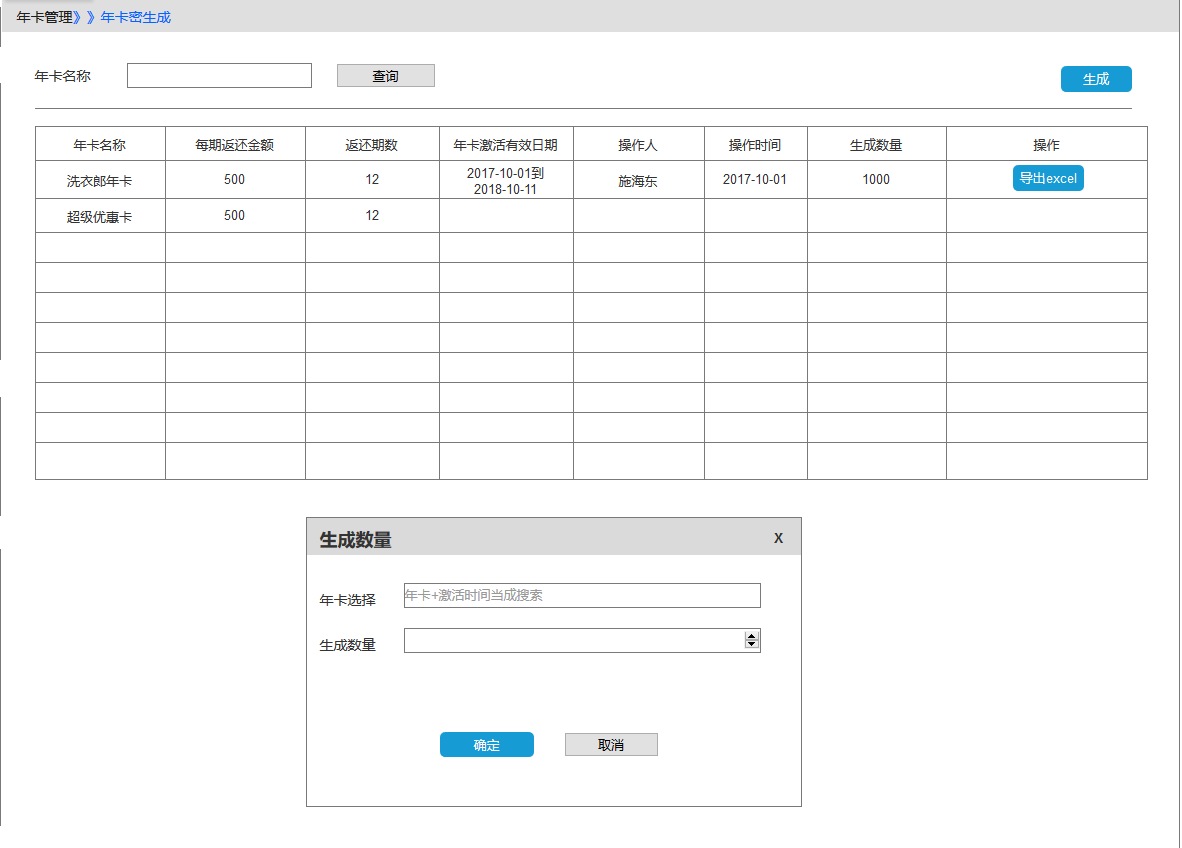 年卡管理》》年卡密生成
年卡名称 查询 生成
年卡名称 每期返还金额 返还期数 年卡激活有效日期 操作人 操作时间 生成数量 操作
洗衣郎年卡 500 12 2017-10-01到 施海东 2017-10-01 1000 导出excel
2018-10-11
超级优惠卡 500 12
生成数量 X
年卡选择 年卡+激活时间当成搜索
生成数量
确定 取消